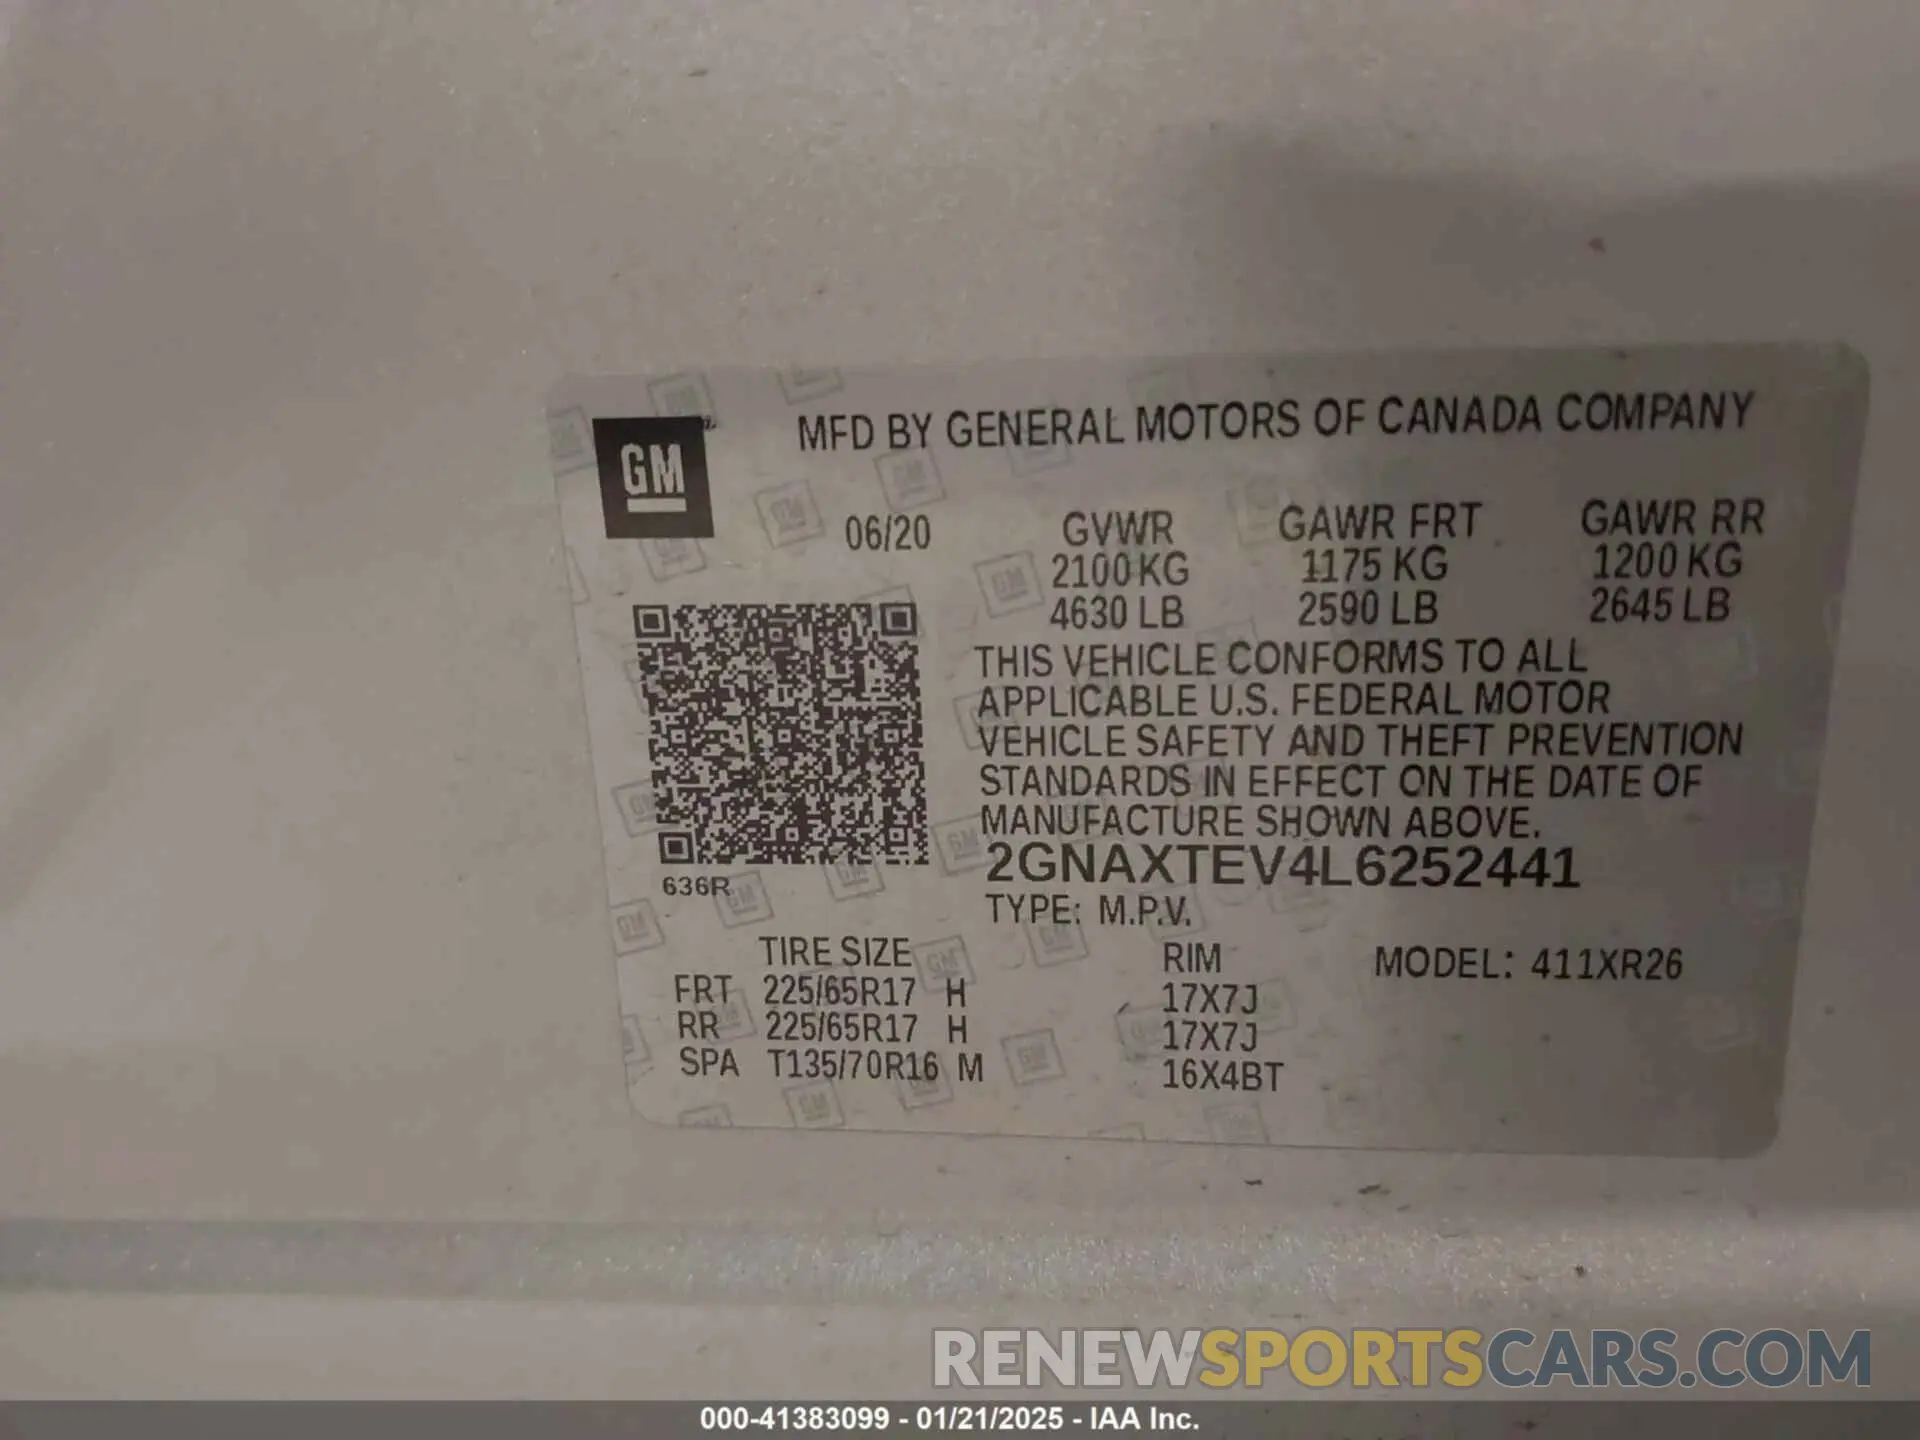 GM
MFD BY GENERAL MOTORS OF CANADA COMPANY
06/20
GVWR GAWR FRT GAWR RR
2100 KG 1175 KG 1200 KG
4630 LB 2590 LB 2645 LB
THIS VEHICLE CONFORMS TO ALL
APPLICABLE U.S. FEDERAL MOTOR
VEHICLE SAFETY AND THEFT PREVENTION
STANDARDS IN EFFECT ON THE DATE OF
MANUFACTURE SHOWN ABOVE.
2GNAXTEV4L6252441
636R
TYPE: M.P.V.
TIRE SIZE RIM MODEL: 411XR26
FRT 225/65R17 H 17X7J
RR 225/65R17 H 17X7J
SPA T135/70R16 M 16X4BT
RENEWSPORTSCARS.COM
000-41383099 - 01/21/2025 - IAA Inc.